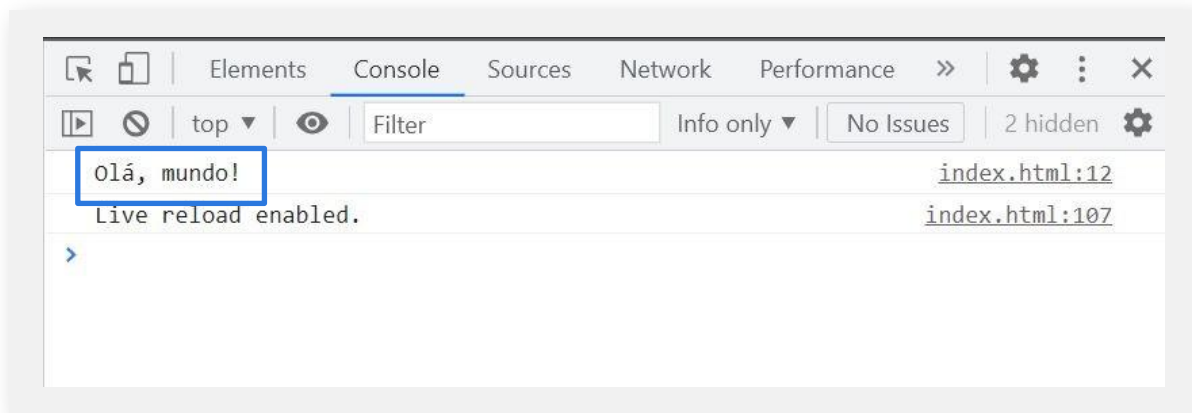 Elements Console Sources Network Performance »
top ▼ Filter Info only ▼ No Issues 2 hidden
Olá, mundo! index.html:12
Live reload enabled. index.html:107
>